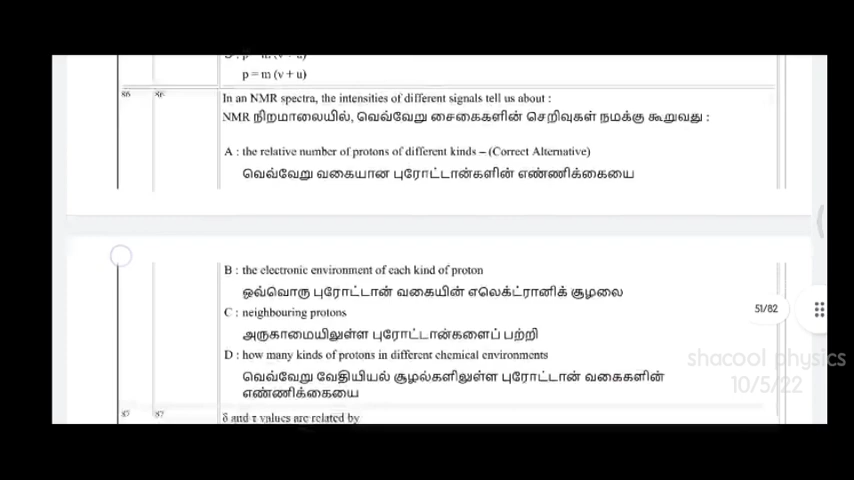 p = m (v + u)
86 86 In an NMR spectra, the intensities of different signals tell us about :
NMR நிறமாலையில், வெவ்வேறு சைகைகளின் செறிவுகள் நமக்கு கூறுவது :
A : the relative number of protons of different kinds – (Correct Alternative)
வெவ்வேறு வகையான புரோட்டான்களின் எண்ணிக்கையை
B : the electronic environment of each kind of proton
ஒவ்வொரு புரோட்டான் வகையின் எலெக்ட்ரானிக் சூழலை
C : neighbouring protons
51/82
அருகாமையிலுள்ள புரோட்டான்களைப் பற்றி
D : how many kinds of protons in different chemical environments
shacool physics
வெவ்வேறு வேதியியல் சூழல்களிலுள்ள புரோட்டான் வகைகளின்
10/5/22
எண்ணிக்கையை
87 87 δ and τ values are related by